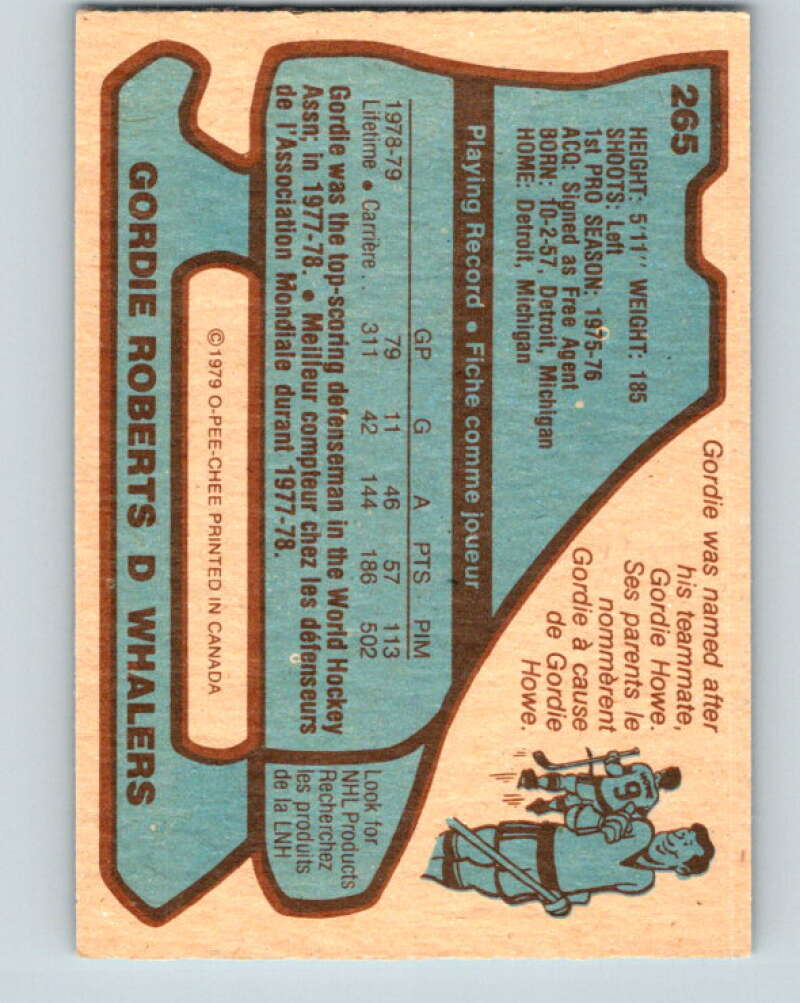 265
HEIGHT: 5'11" WEIGHT: 185
SHOOTS: Left
1st PRO SEASON: 1975-76
ACQ: Signed as Free Agent
BORN: 10-2-57, Detroit, Michigan
HOME: Detroit, Michigan
Gordie was named after
his teammate,
Gordie Howe.
Ses parents le
nommèrent
Gordie à cause
de Gordie
Howe.
9
Playing Record • Fiche comme joueur
GP G A PTS PIM
1978-79 79 11 46 57 113
Lifetime • Carrière . . 311 42 144 186 502
Gordie was the top-scoring defenseman in the World Hockey
Assn; in 1977-78. • Meilleur compteur chez les défenseurs
de l'Association Mondiale durant 1977-78.
Look for
NHL Products
Recherchez
les produits
de la LNH
©1979 O-PEE-CHEE PRINTED IN CANADA
GORDIE ROBERTS D WHALERS